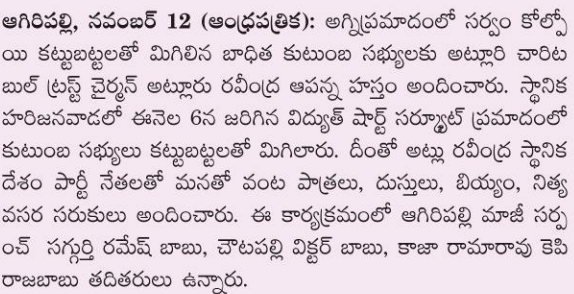 ఆగిరిపల్లి, నవంబర్ 12 (ఆంధ్రపత్రిక): అగ్నిప్రమాదంలో సర్వం కోల్పో
యి కట్టుబట్టలతో మిగిలిన బాధిత కుటుంబ సభ్యులకు అట్లూరి చారిట
బుల్ ట్రస్ట్ చైర్మన్ అట్లూరు రవీంద్ర ఆపన్న హస్తం అందించారు. స్థానిక
హరిజనవాడలో ఈనెల 6న జరిగిన విద్యుత్ షార్ట్ సర్క్యూట్ ప్రమాదంలో
కుటుంబ సభ్యులు కట్టుబట్టలతో మిగిలారు. దీంతో అట్లు రవీంద్ర స్థానిక
దేశం పార్టీ నేతలతో మనతో వంట పాత్రలు, దుస్తులు, బియ్యం, నిత్య
వసర సరుకులు అందించారు. ఈ కార్యక్రమంలో ఆగిరిపల్లి మాజీ సర్ప
ంచ్ సగ్గుర్తి రమేష్ బాబు, చౌటపల్లి విక్టర్ బాబు, కాజా రామారావు కెపి
రాజబాబు తదితరులు ఉన్నారు.